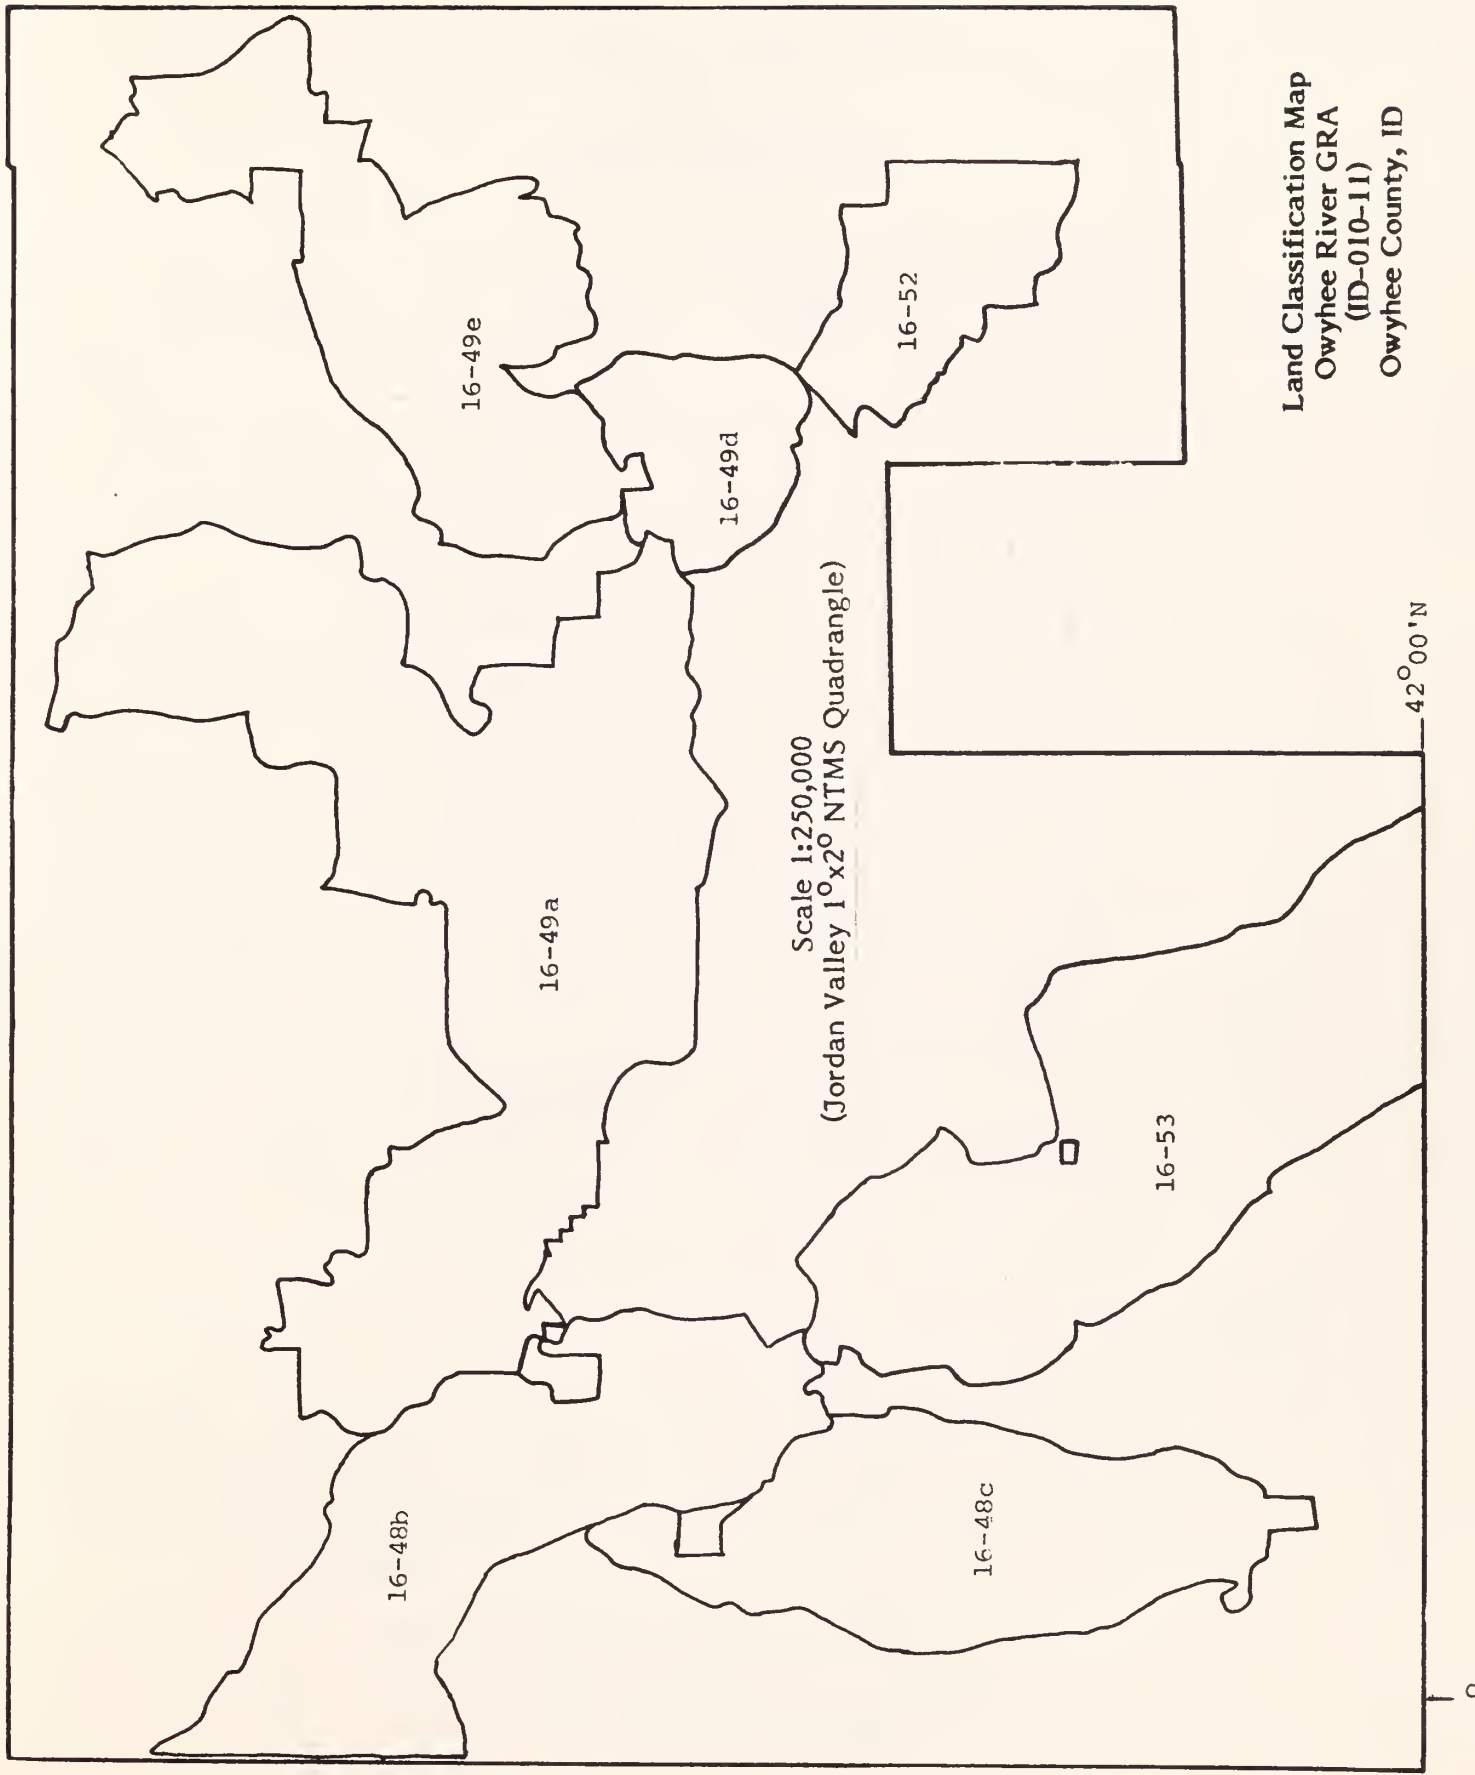 16-49e
16-52
16-49d
16-49a
16-48b
16-48c
16-53
Scale 1:250,000
(Jordan Valley 1°x2° NTMS Quadrangle)
42°00'N
Land Classification Map
Owyhee River GRA
(ID-010-11)
Owyhee County, ID